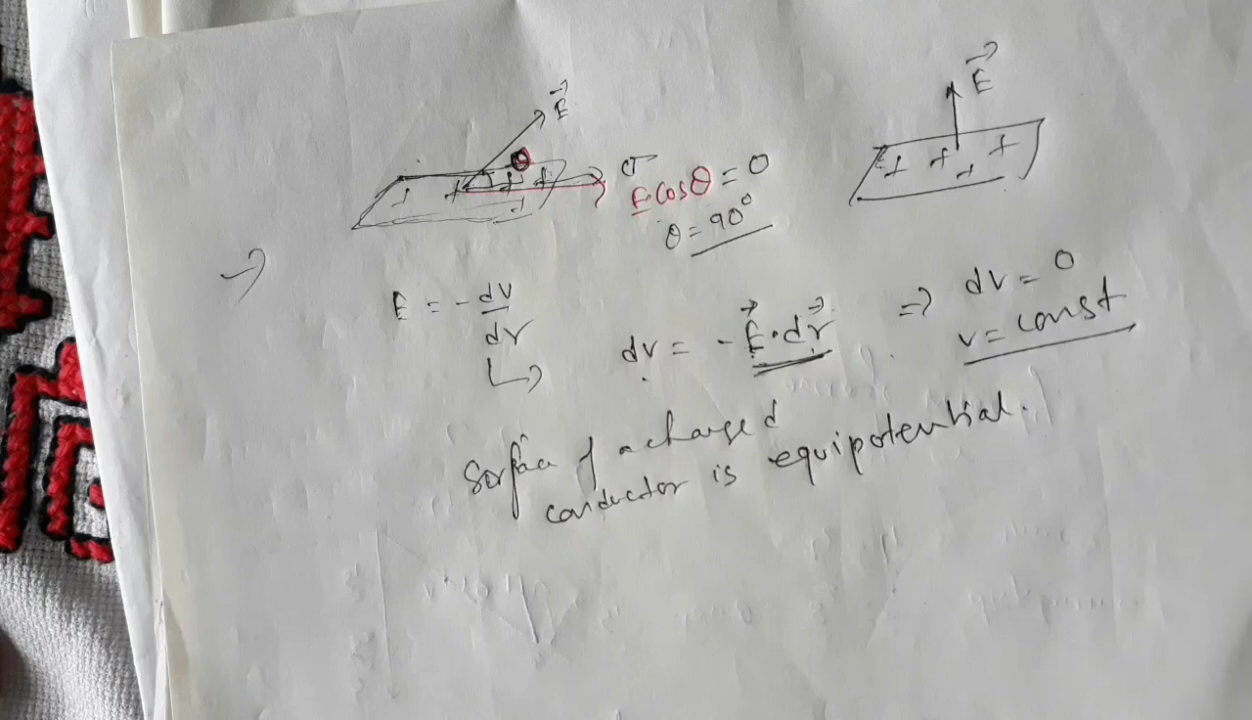 E⃗
E⃗
+ + + + +
+ + + +
θ
σ
E cosθ = 0
θ = 90°
→
E = - dv/dr
dv = - E⃗ · dr⃗ ⇒ dv = 0
v = const
Surface of a charged
conductor is equipotential.